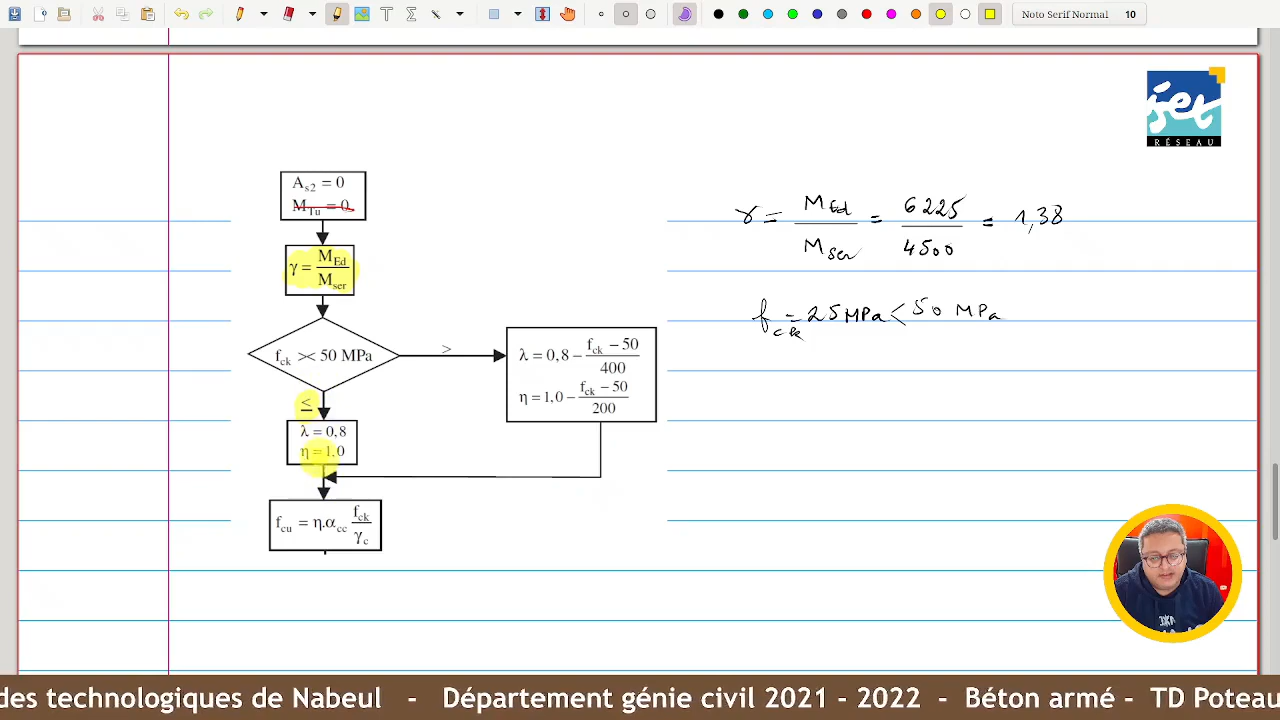 Noto Serif Normal 10
iset
RÉSEAU
A_s2 = 0
M_1u = 0
γ = M_Ed / M_ser
f_ck >< 50 MPa
>
≤
λ = 0,8
η = 1,0
f_cu = η.α_cc f_ck / γ_c
λ = 0,8 − (f_ck − 50) / 400
η = 1,0 − (f_ck − 50) / 200
γ = M_Ed / M_ser = 6225 / 4500 = 1,38
f_ck = 25 MPa < 50 MPa
des technologiques de Nabeul - Département génie civil 2021 - 2022 - Béton armé - TD Poteau